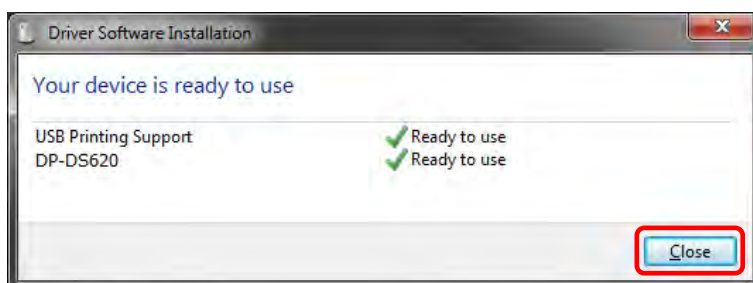 Driver Software Installation
Your device is ready to use
USB Printing Support Ready to use
DP-DS620 Ready to use
Close